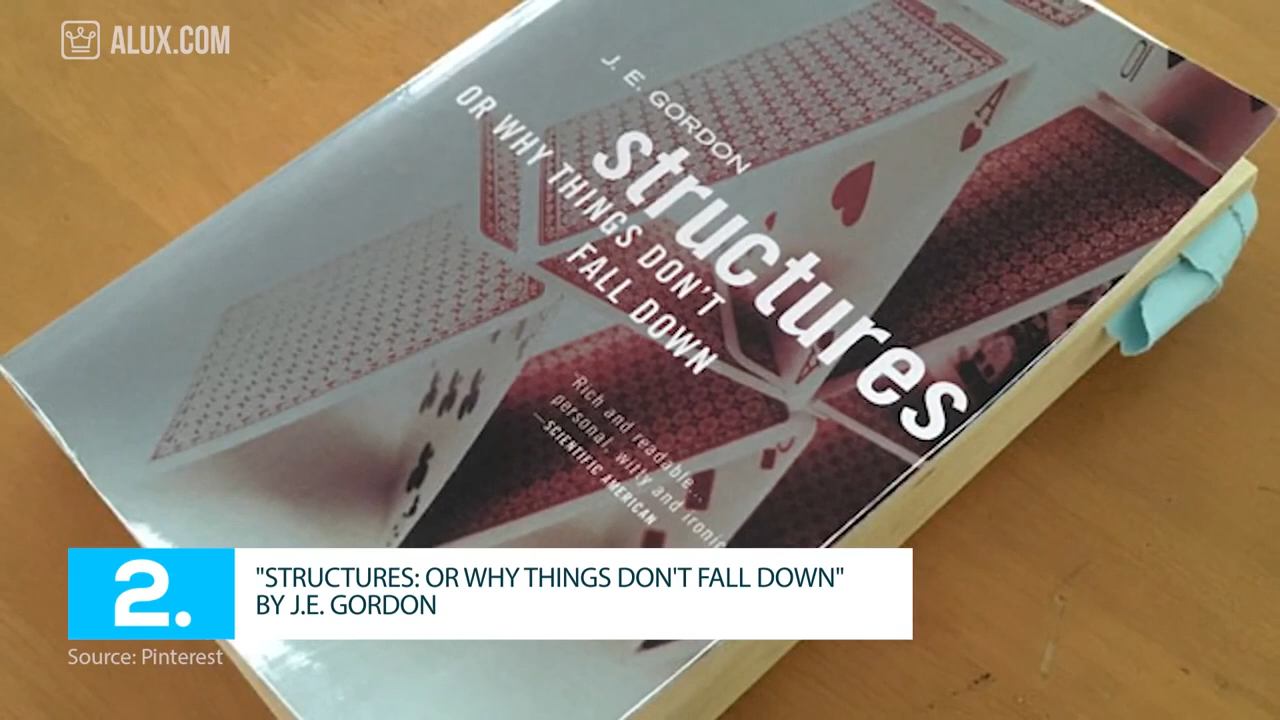 ALUX.COM
J. E. GORDON
structures
OR WHY THINGS DON'T
FALL DOWN
"Rich and readable...
personal, witty and ironic
—SCIENTIFIC AMERICAN
A
2.
"STRUCTURES: OR WHY THINGS DON'T FALL DOWN"
BY J.E. GORDON
Source: Pinterest